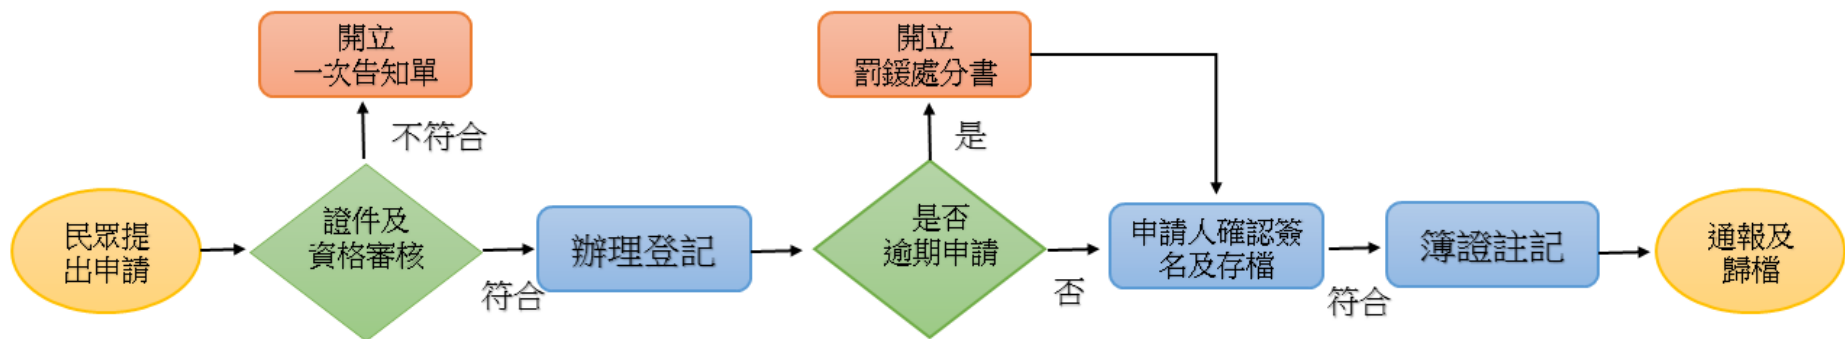 開立
一次告知單
開立
罰鍰處分書
不符合
是
民眾提
出申請
證件及
資格審核
符合
辦理登記
是否
逾期申請
否
申請人確認簽
名及存檔
符合
簿證註記
通報及
歸檔